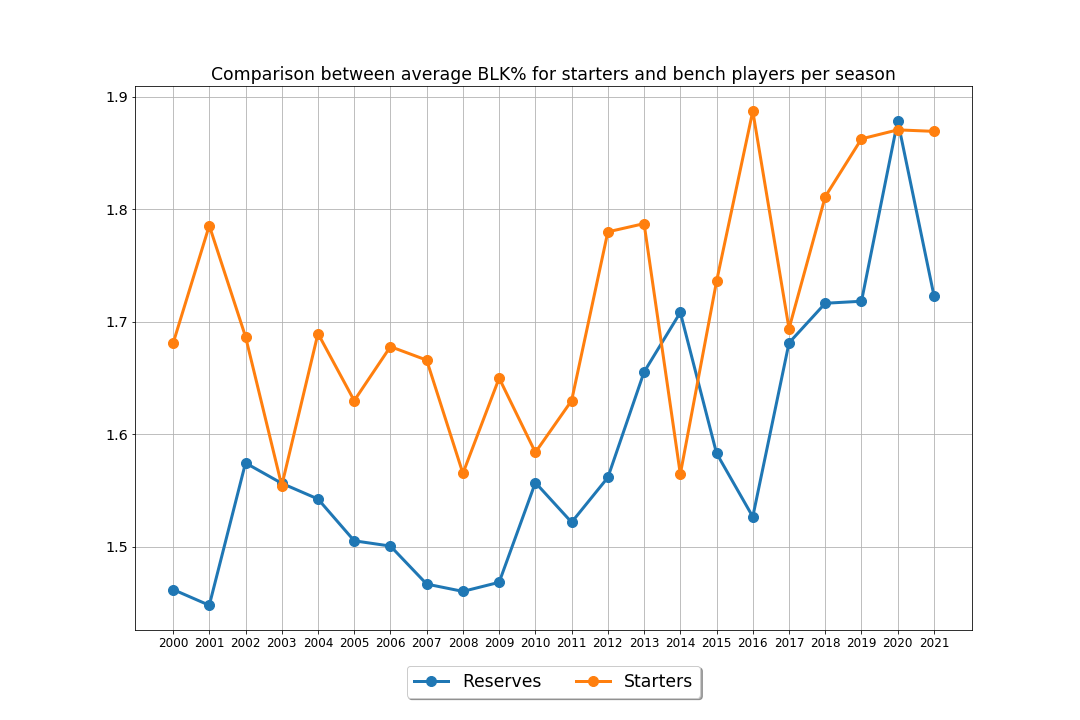 Comparison between average BLK% for starters and bench players per season
1.9
1.8
1.7
1.6
1.5
2000 2001 2002 2003 2004 2005 2006 2007 2008 2009 2010 2011 2012 2013 2014 2015 2016 2017 2018 2019 2020 2021
Reserves Starters